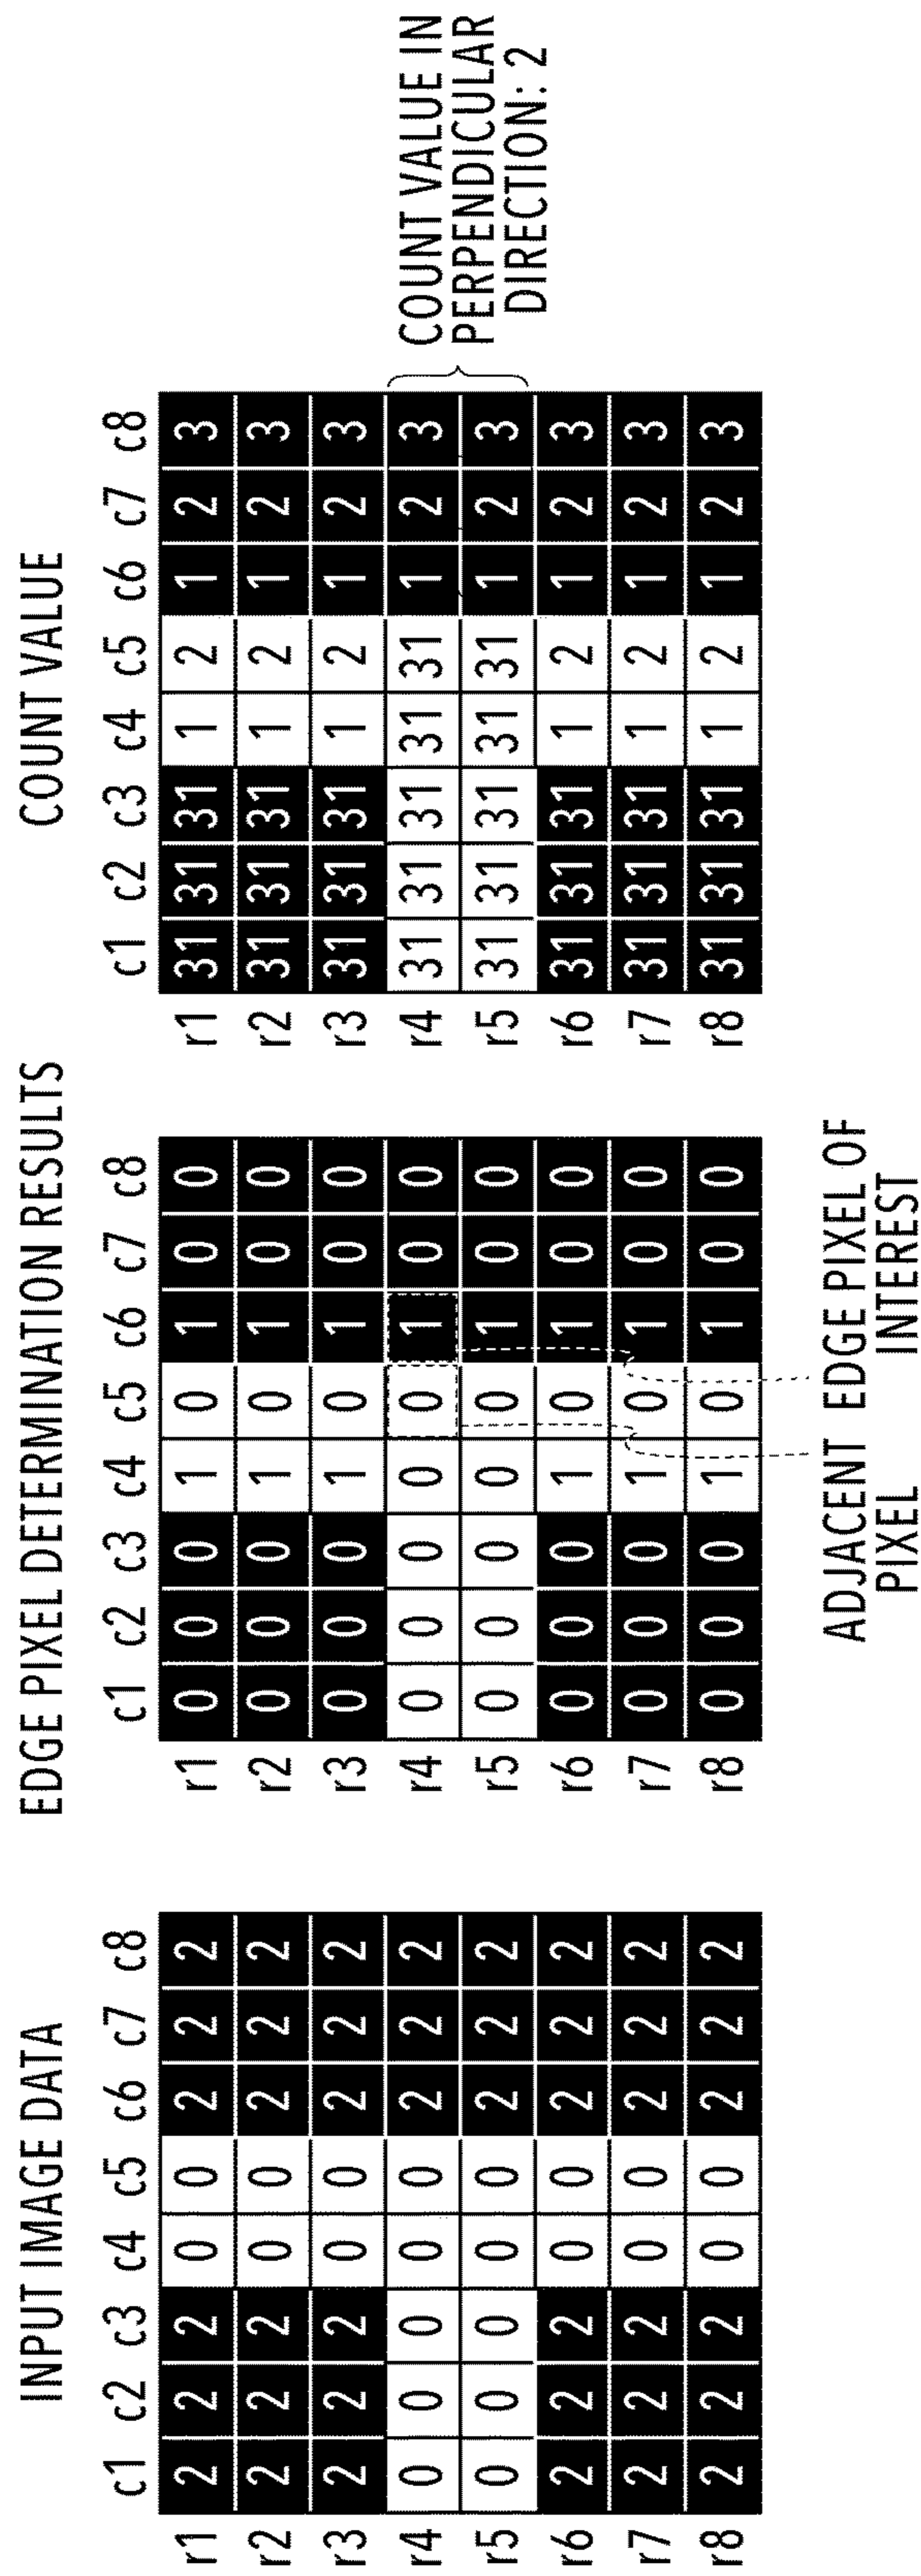 INPUT IMAGE DATA
c1 c2 c3 c4 c5 c6 c7 c8
r1 2 2 2 0 0 2 2 2
r2 2 2 2 0 0 2 2 2
r3 2 2 2 0 0 2 2 2
r4 0 0 0 0 0 2 2 2
r5 0 0 0 0 0 2 2 2
r6 2 2 2 0 0 2 2 2
r7 2 2 2 0 0 2 2 2
r8 2 2 2 0 0 2 2 2
EDGE PIXEL DETERMINATION RESULTS
c1 c2 c3 c4 c5 c6 c7 c8
r1 0 0 0 1 0 1 0 0
r2 0 0 0 1 0 1 0 0
r3 0 0 0 1 0 1 0 0
r4 0 0 0 0 0 1 0 0
r5 0 0 0 0 0 1 0 0
r6 0 0 0 1 0 1 0 0
r7 0 0 0 1 0 1 0 0
r8 0 0 0 1 0 1 0 0
ADJACENT
PIXEL
EDGE PIXEL OF
INTEREST
COUNT VALUE
c1 c2 c3 c4 c5 c6 c7 c8
r1 31 31 31 1 2 1 2 3
r2 31 31 31 1 2 1 2 3
r3 31 31 31 1 2 1 2 3
r4 31 31 31 31 31 1 2 3
r5 31 31 31 31 31 1 2 3
r6 31 31 31 1 2 1 2 3
r7 31 31 31 1 2 1 2 3
r8 31 31 31 1 2 1 2 3
COUNT VALUE IN
PERPENDICULAR
DIRECTION: 2